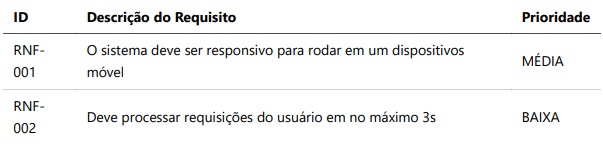 ID Descrição do Requisito Prioridade
RNF-
001
O sistema deve ser responsivo para rodar em um dispositivos
móvel
MÉDIA
RNF-
002
Deve processar requisições do usuário em no máximo 3s
BAIXA